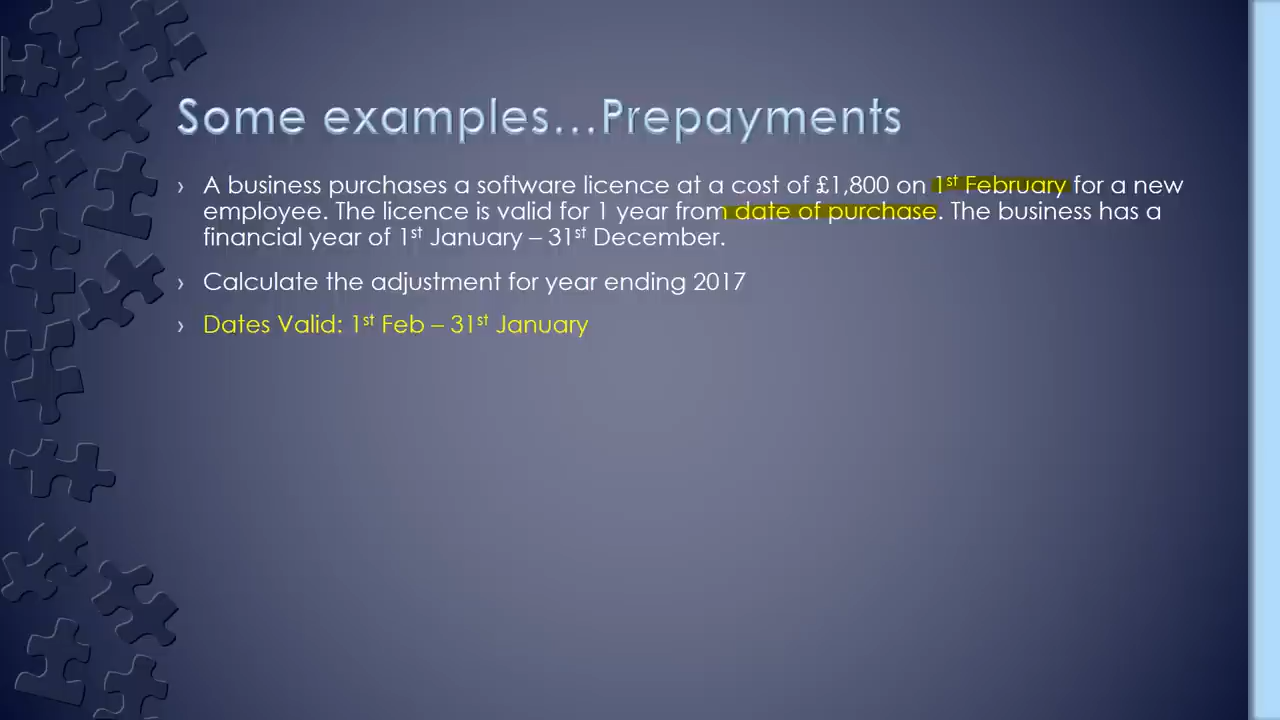 Some examples...Prepayments
› A business purchases a software licence at a cost of £1,800 on 1st February for a new
employee. The licence is valid for 1 year from date of purchase. The business has a
financial year of 1st January – 31st December.
› Calculate the adjustment for year ending 2017
› Dates Valid: 1st Feb – 31st January